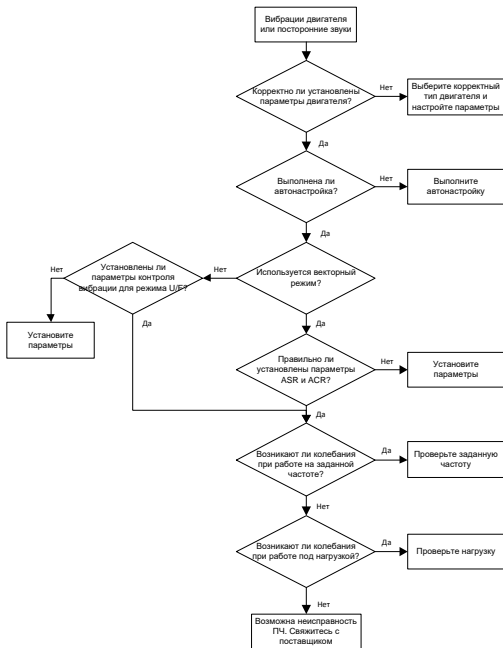 Вибрации двигателя
или посторонние звуки
Корректно ли установлены
параметры двигателя?
Нет
Выберите корректный
тип двигателя и
настройте параметры
Да
Выполнена ли
автонастройка?
Нет
Выполните
автонастройку
Да
Установлены ли
параметры контроля
вибрации для режима U/F?
Нет
Нет
Используется векторный
режим?
Да
Да
Установите
параметры
Правильно ли
установлены параметры
ASR и ACR?
Нет
Установите
параметры
Да
Возникают ли колебания
при работе на заданной
частоте?
Да
Проверьте заданную
частоту
Нет
Возникают ли колебания
при работе под нагрузкой?
Да
Проверьте нагрузку
Нет
Возможна неисправность
ПЧ. Свяжитесь с
поставщиком